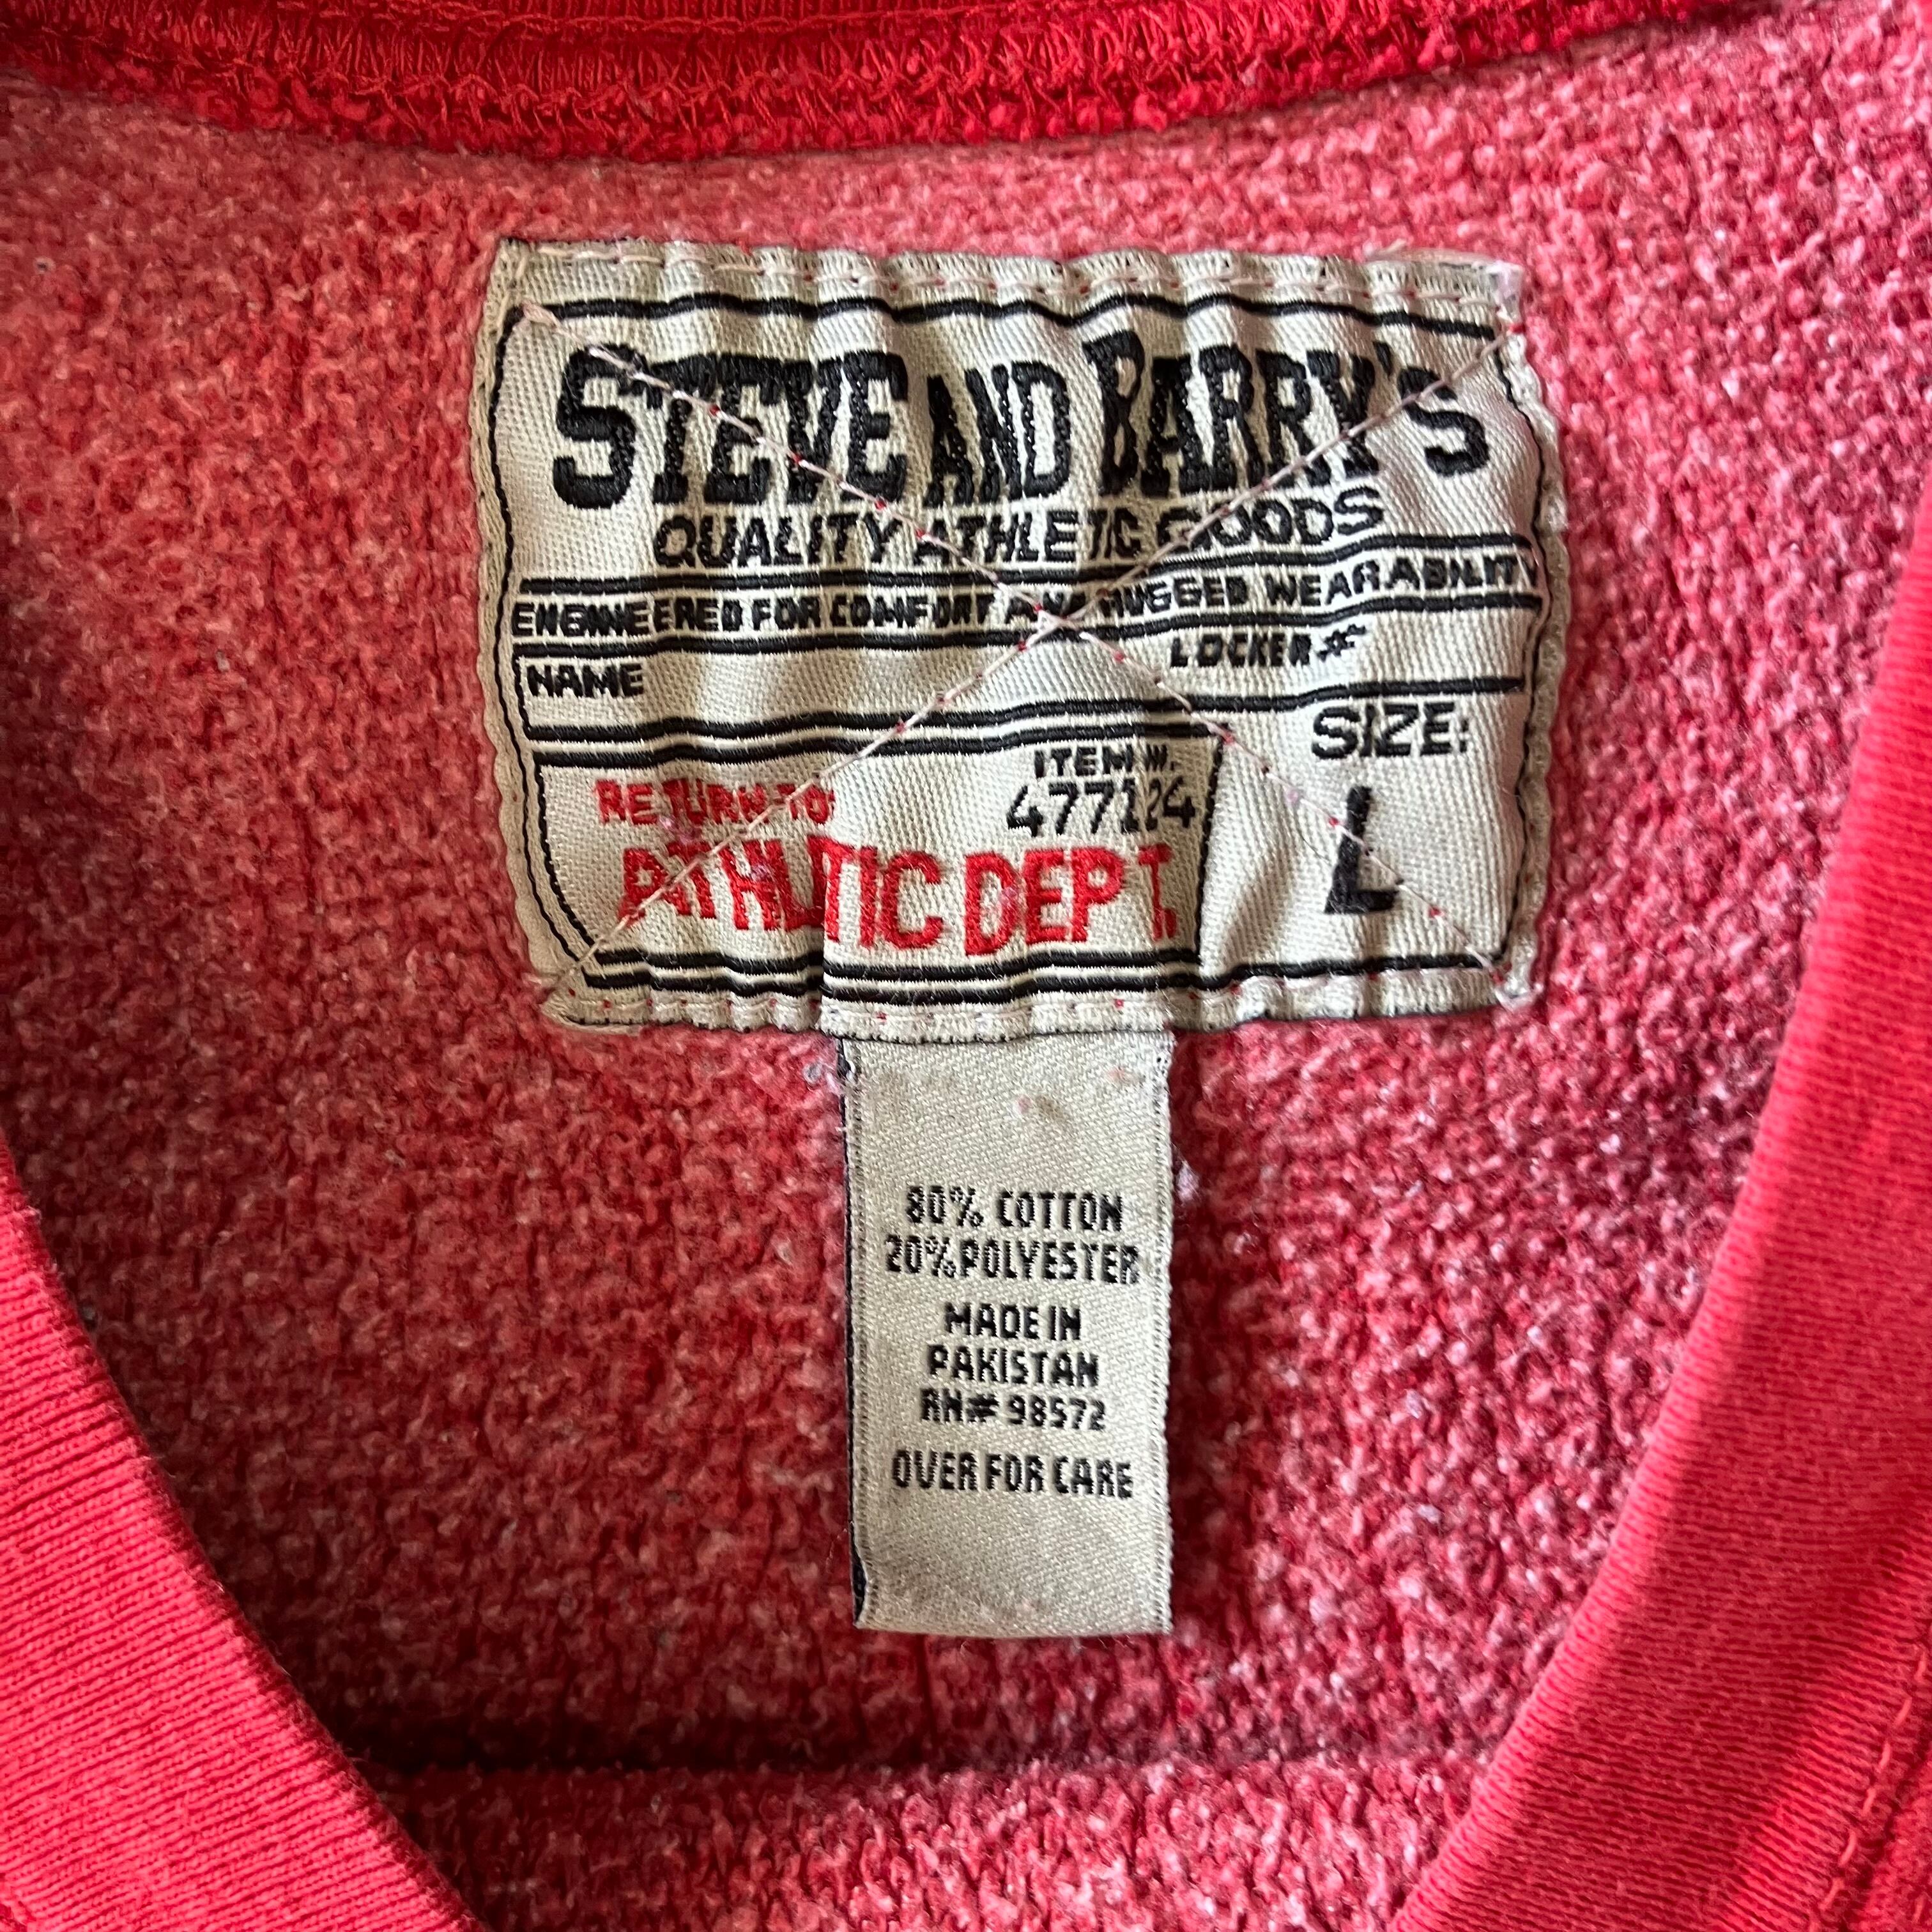 STEVE AND BARRY'S
QUALITY ATHLETIC GOODS
ENGINEERED FOR COMFORT AND RUGGED WEARABILITY
NAME LOCKER #
SIZE:
L
RETURN TO
ITEM #.
477124
ATHLETIC DEPT.
80% COTTON
20% POLYESTER
MADE IN
PAKISTAN
RN# 98572
OVER FOR CARE